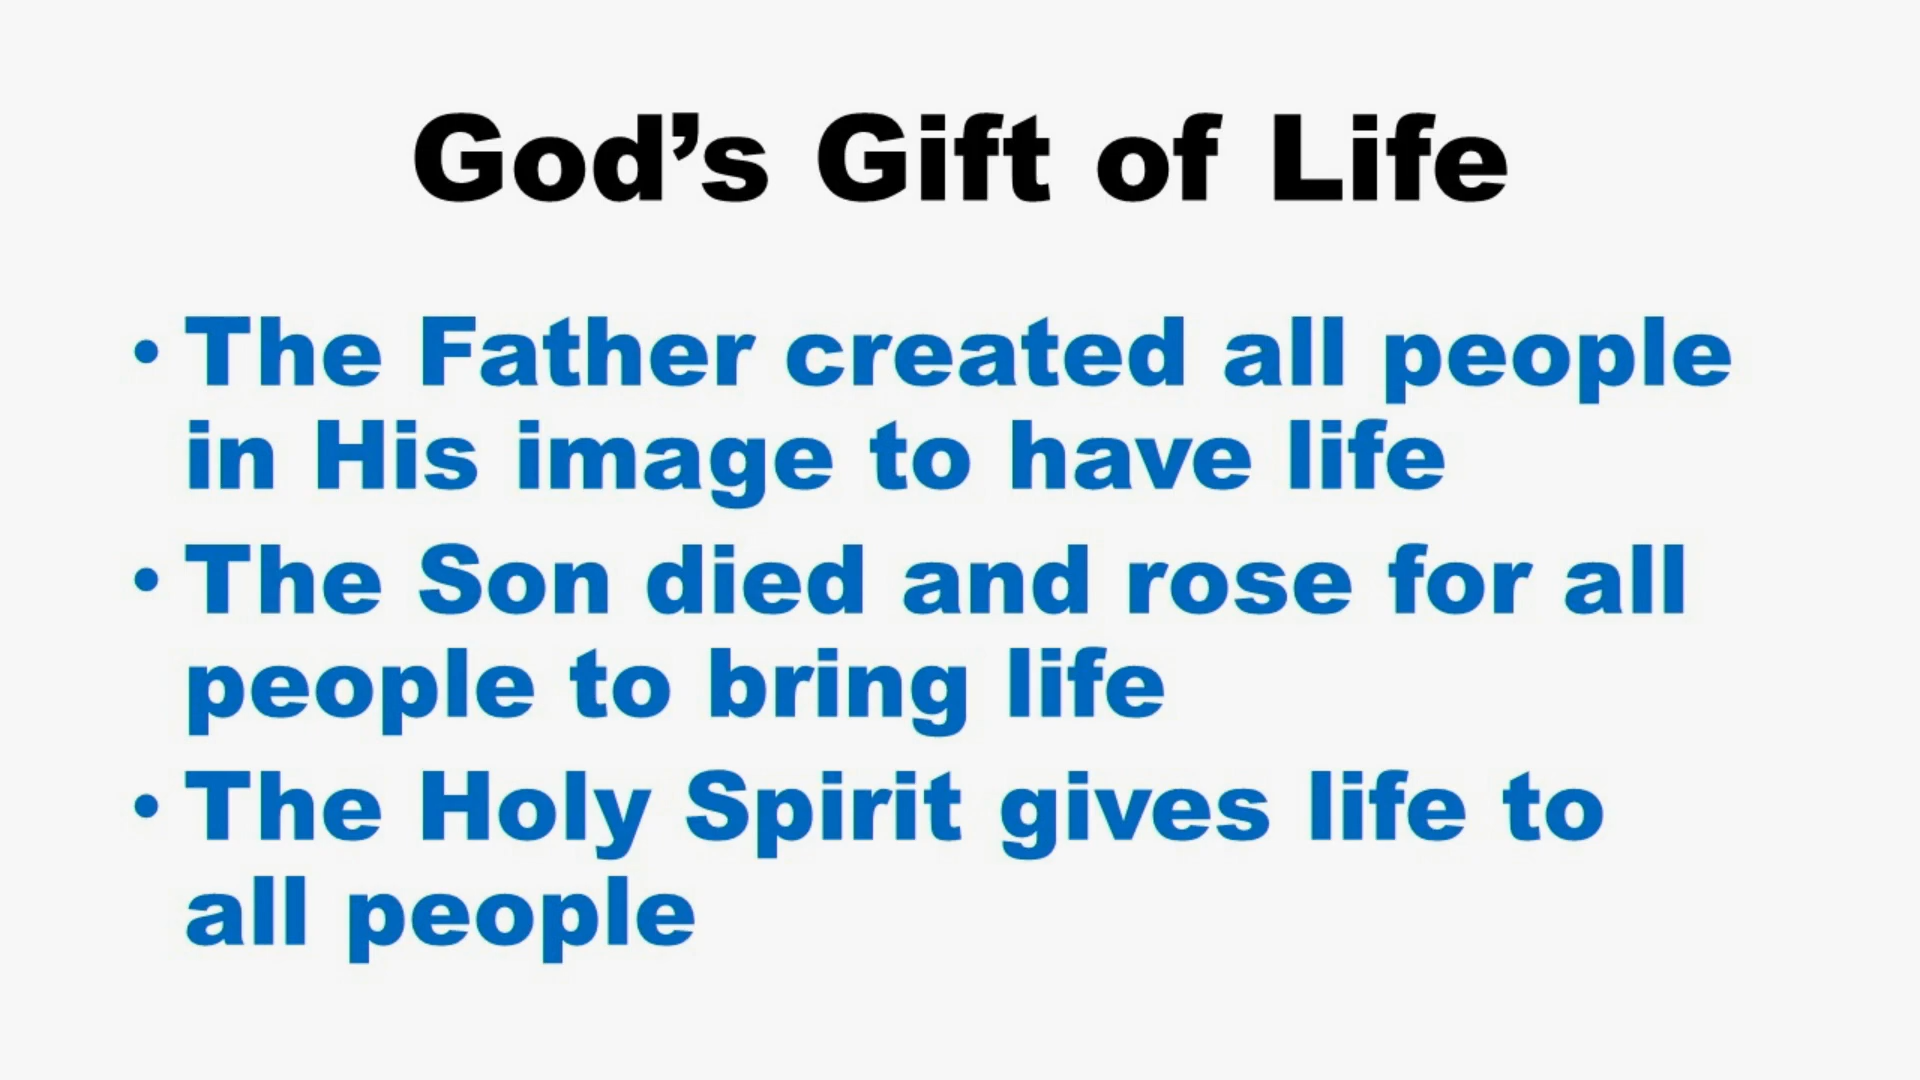 God’s Gift of Life
• The Father created all people
in His image to have life
• The Son died and rose for all
people to bring life
• The Holy Spirit gives life to
all people